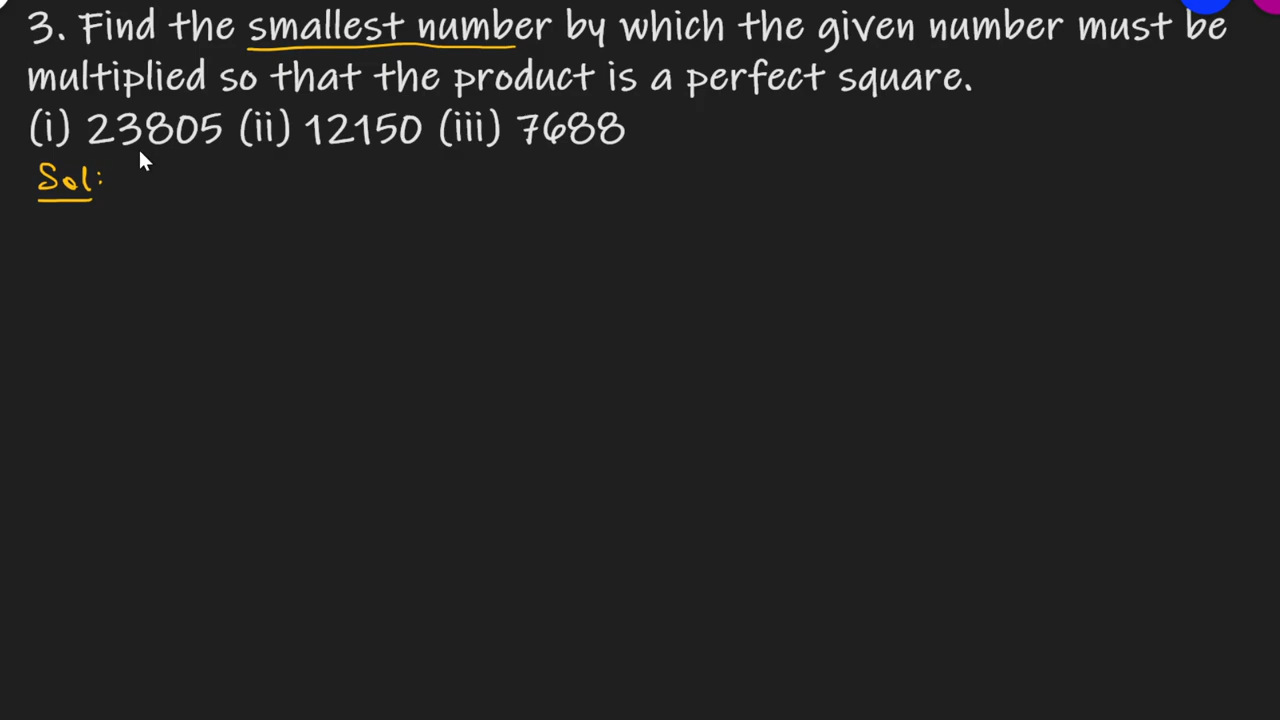 3. Find the smallest number by which the given number must be
multiplied so that the product is a perfect square.
(i) 23805 (ii) 12150 (iii) 7688
Sol: